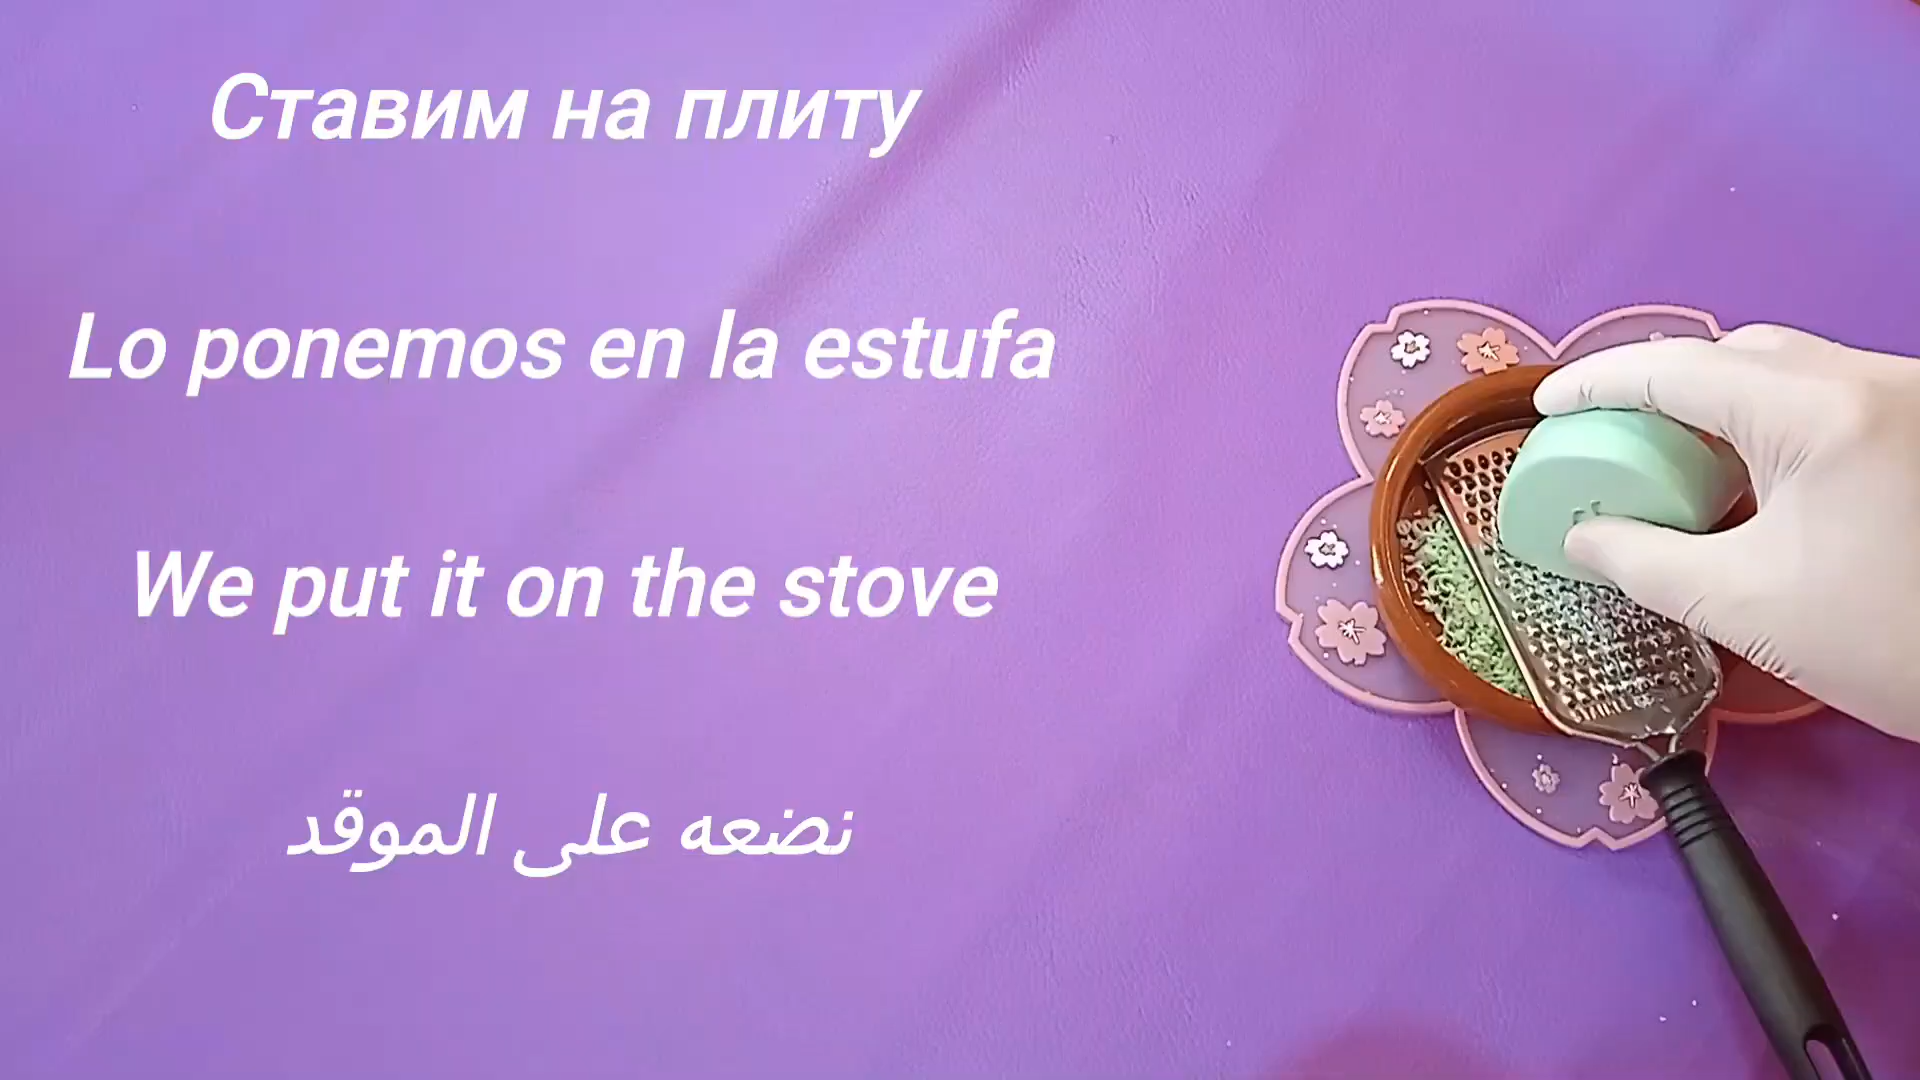 Ставим на плиту
Lo ponemos en la estufa
We put it on the stove
نضعه على الموقد